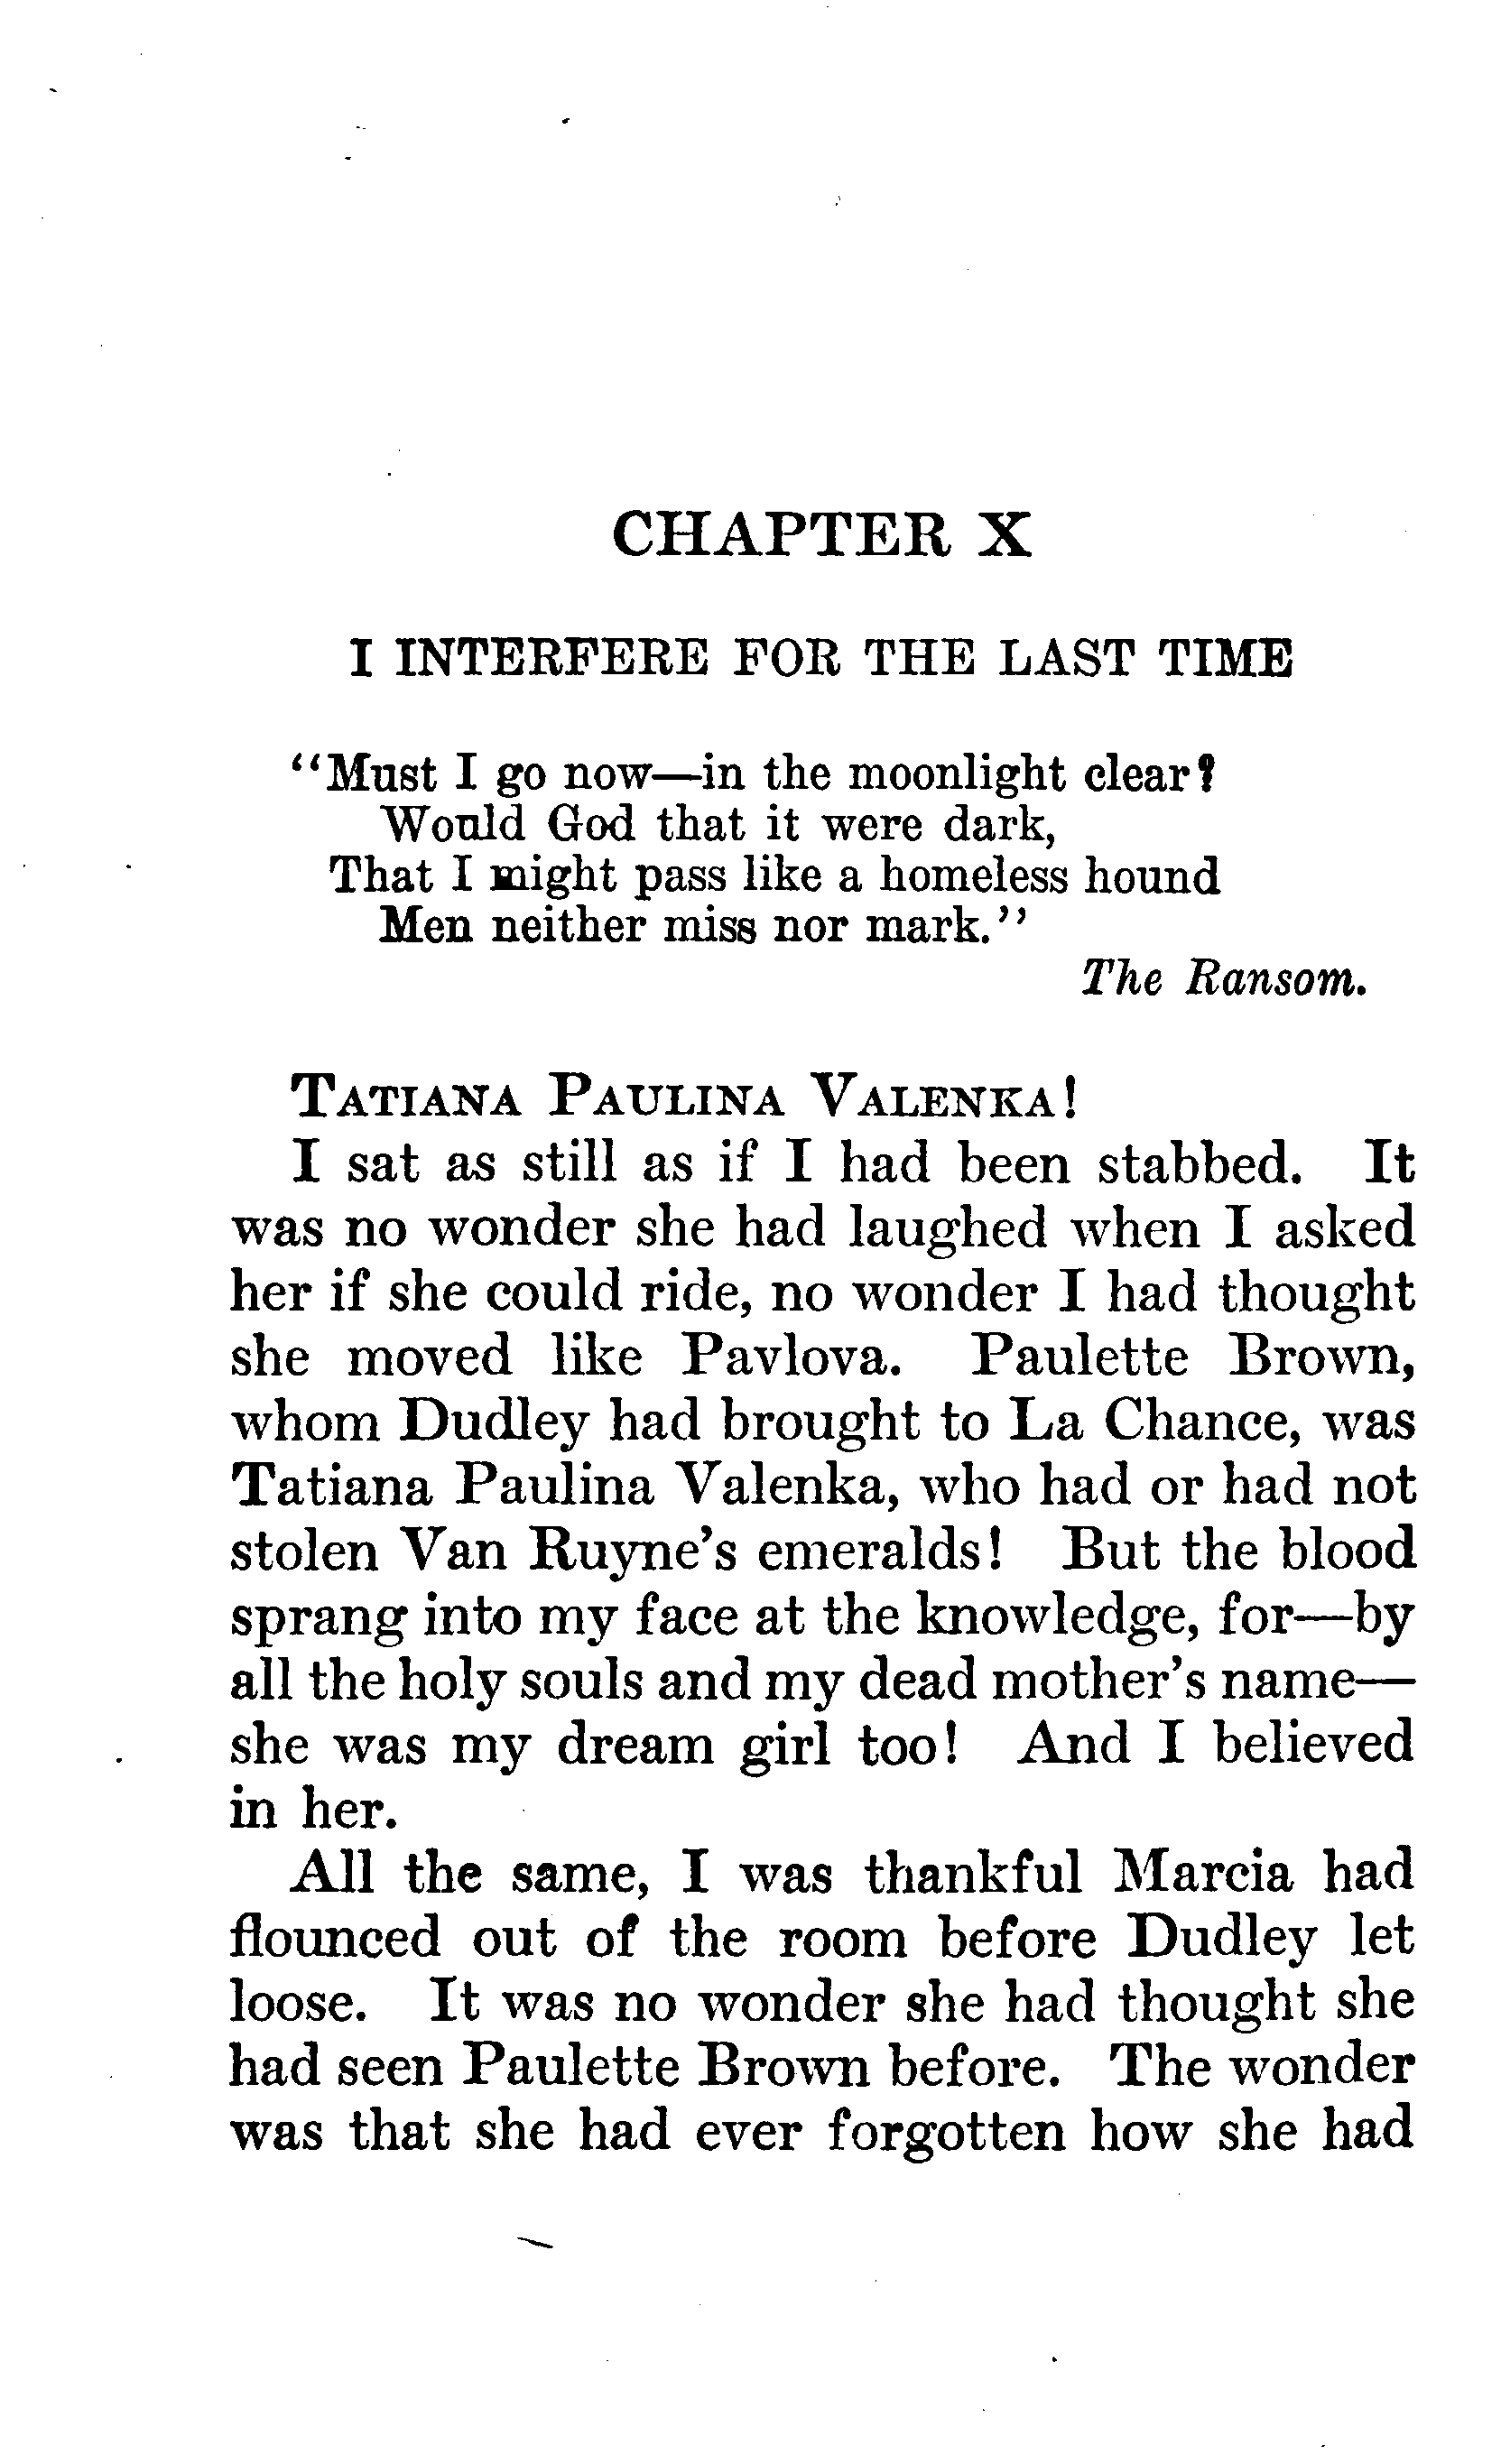 CHAPTER X
I INTERFERE FOR THE LAST TIME
"Must I go now—in the moonlight clear?
Would God that it were dark,
That I might pass like a homeless hound
Men neither miss nor mark."
The Ransom.
TATIANA PAULINA VALENKA!
I sat as still as if I had been stabbed. It
was no wonder she had laughed when I asked
her if she could ride, no wonder I had thought
she moved like Pavlova. Paulette Brown,
whom Dudley had brought to La Chance, was
Tatiana Paulina Valenka, who had or had not
stolen Van Ruyne's emeralds! But the blood
sprang into my face at the knowledge, for—by
all the holy souls and my dead mother's name—
she was my dream girl too! And I believed
in her.
All the same, I was thankful Marcia had
flounced out of the room before Dudley let
loose. It was no wonder she had thought she
had seen Paulette Brown before. The wonder
was that she had ever forgotten how she had